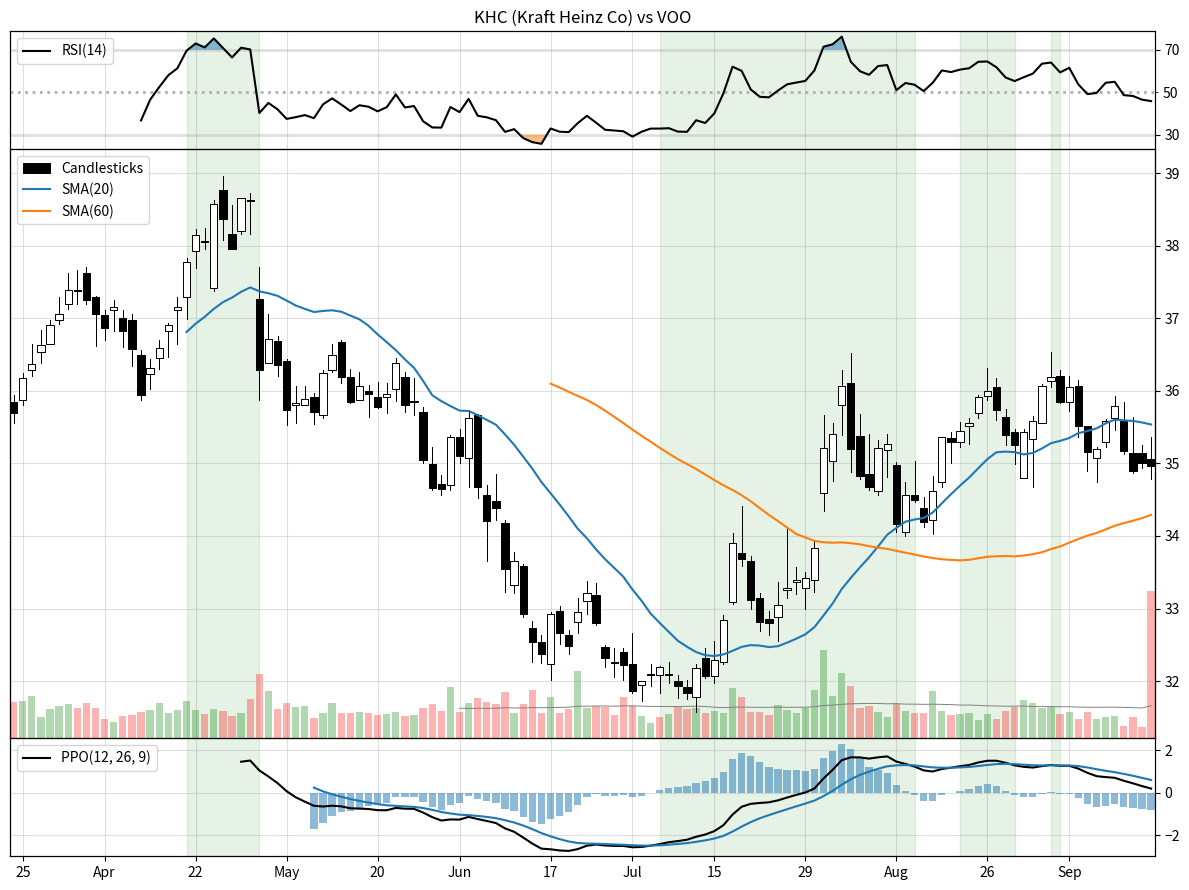 KHC (Kraft Heinz Co) vs VOO
RSI(14)
70
50
30
Candlesticks
SMA(20)
SMA(60)
39
38
37
36
35
34
33
32
PPO(12, 26, 9)
2
0
−2
25 Apr 22 May 20 Jun 17 Jul 15 29 Aug 26 Sep